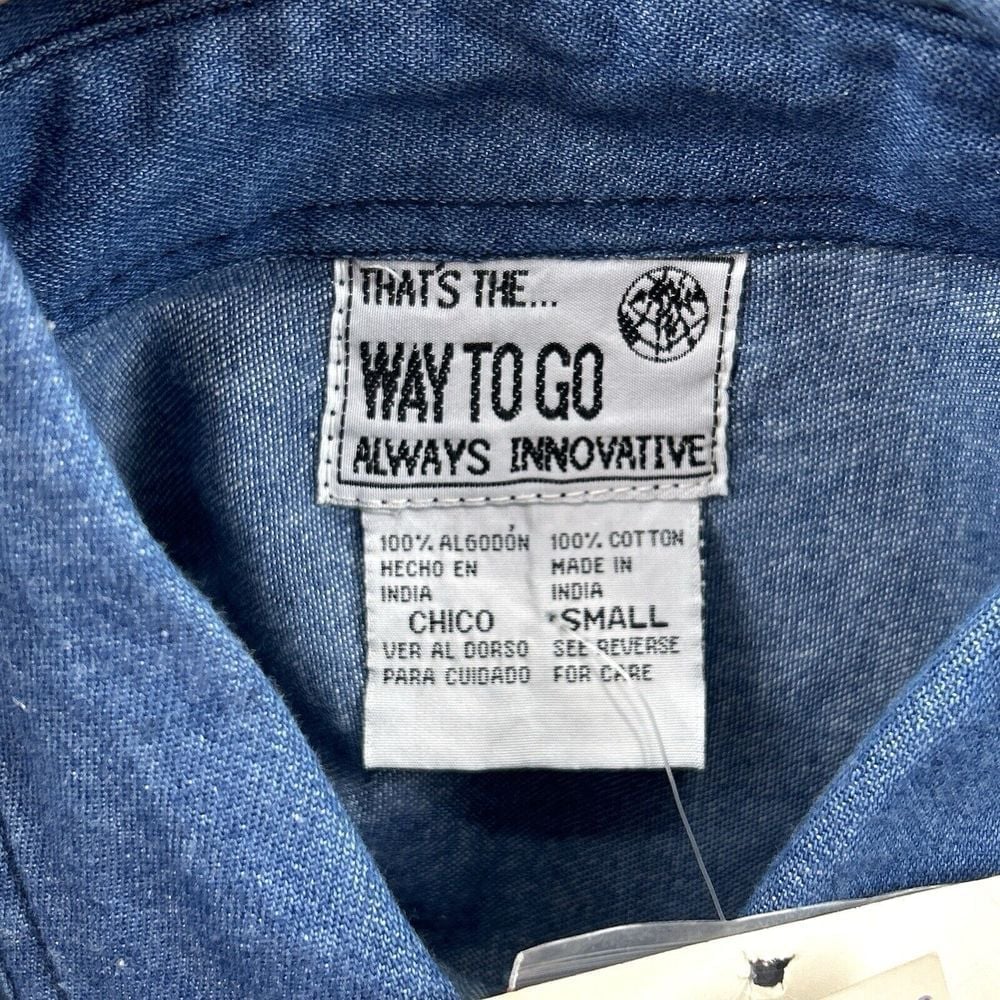 THAT'S THE...
WAY TO GO
ALWAYS INNOVATIVE
100% ALGODÓN
HECHO EN
INDIA
CHICO
VER AL DORSO
PARA CUIDADO
100% COTTON
MADE IN
INDIA
SMALL
SEE REVERSE
FOR CARE